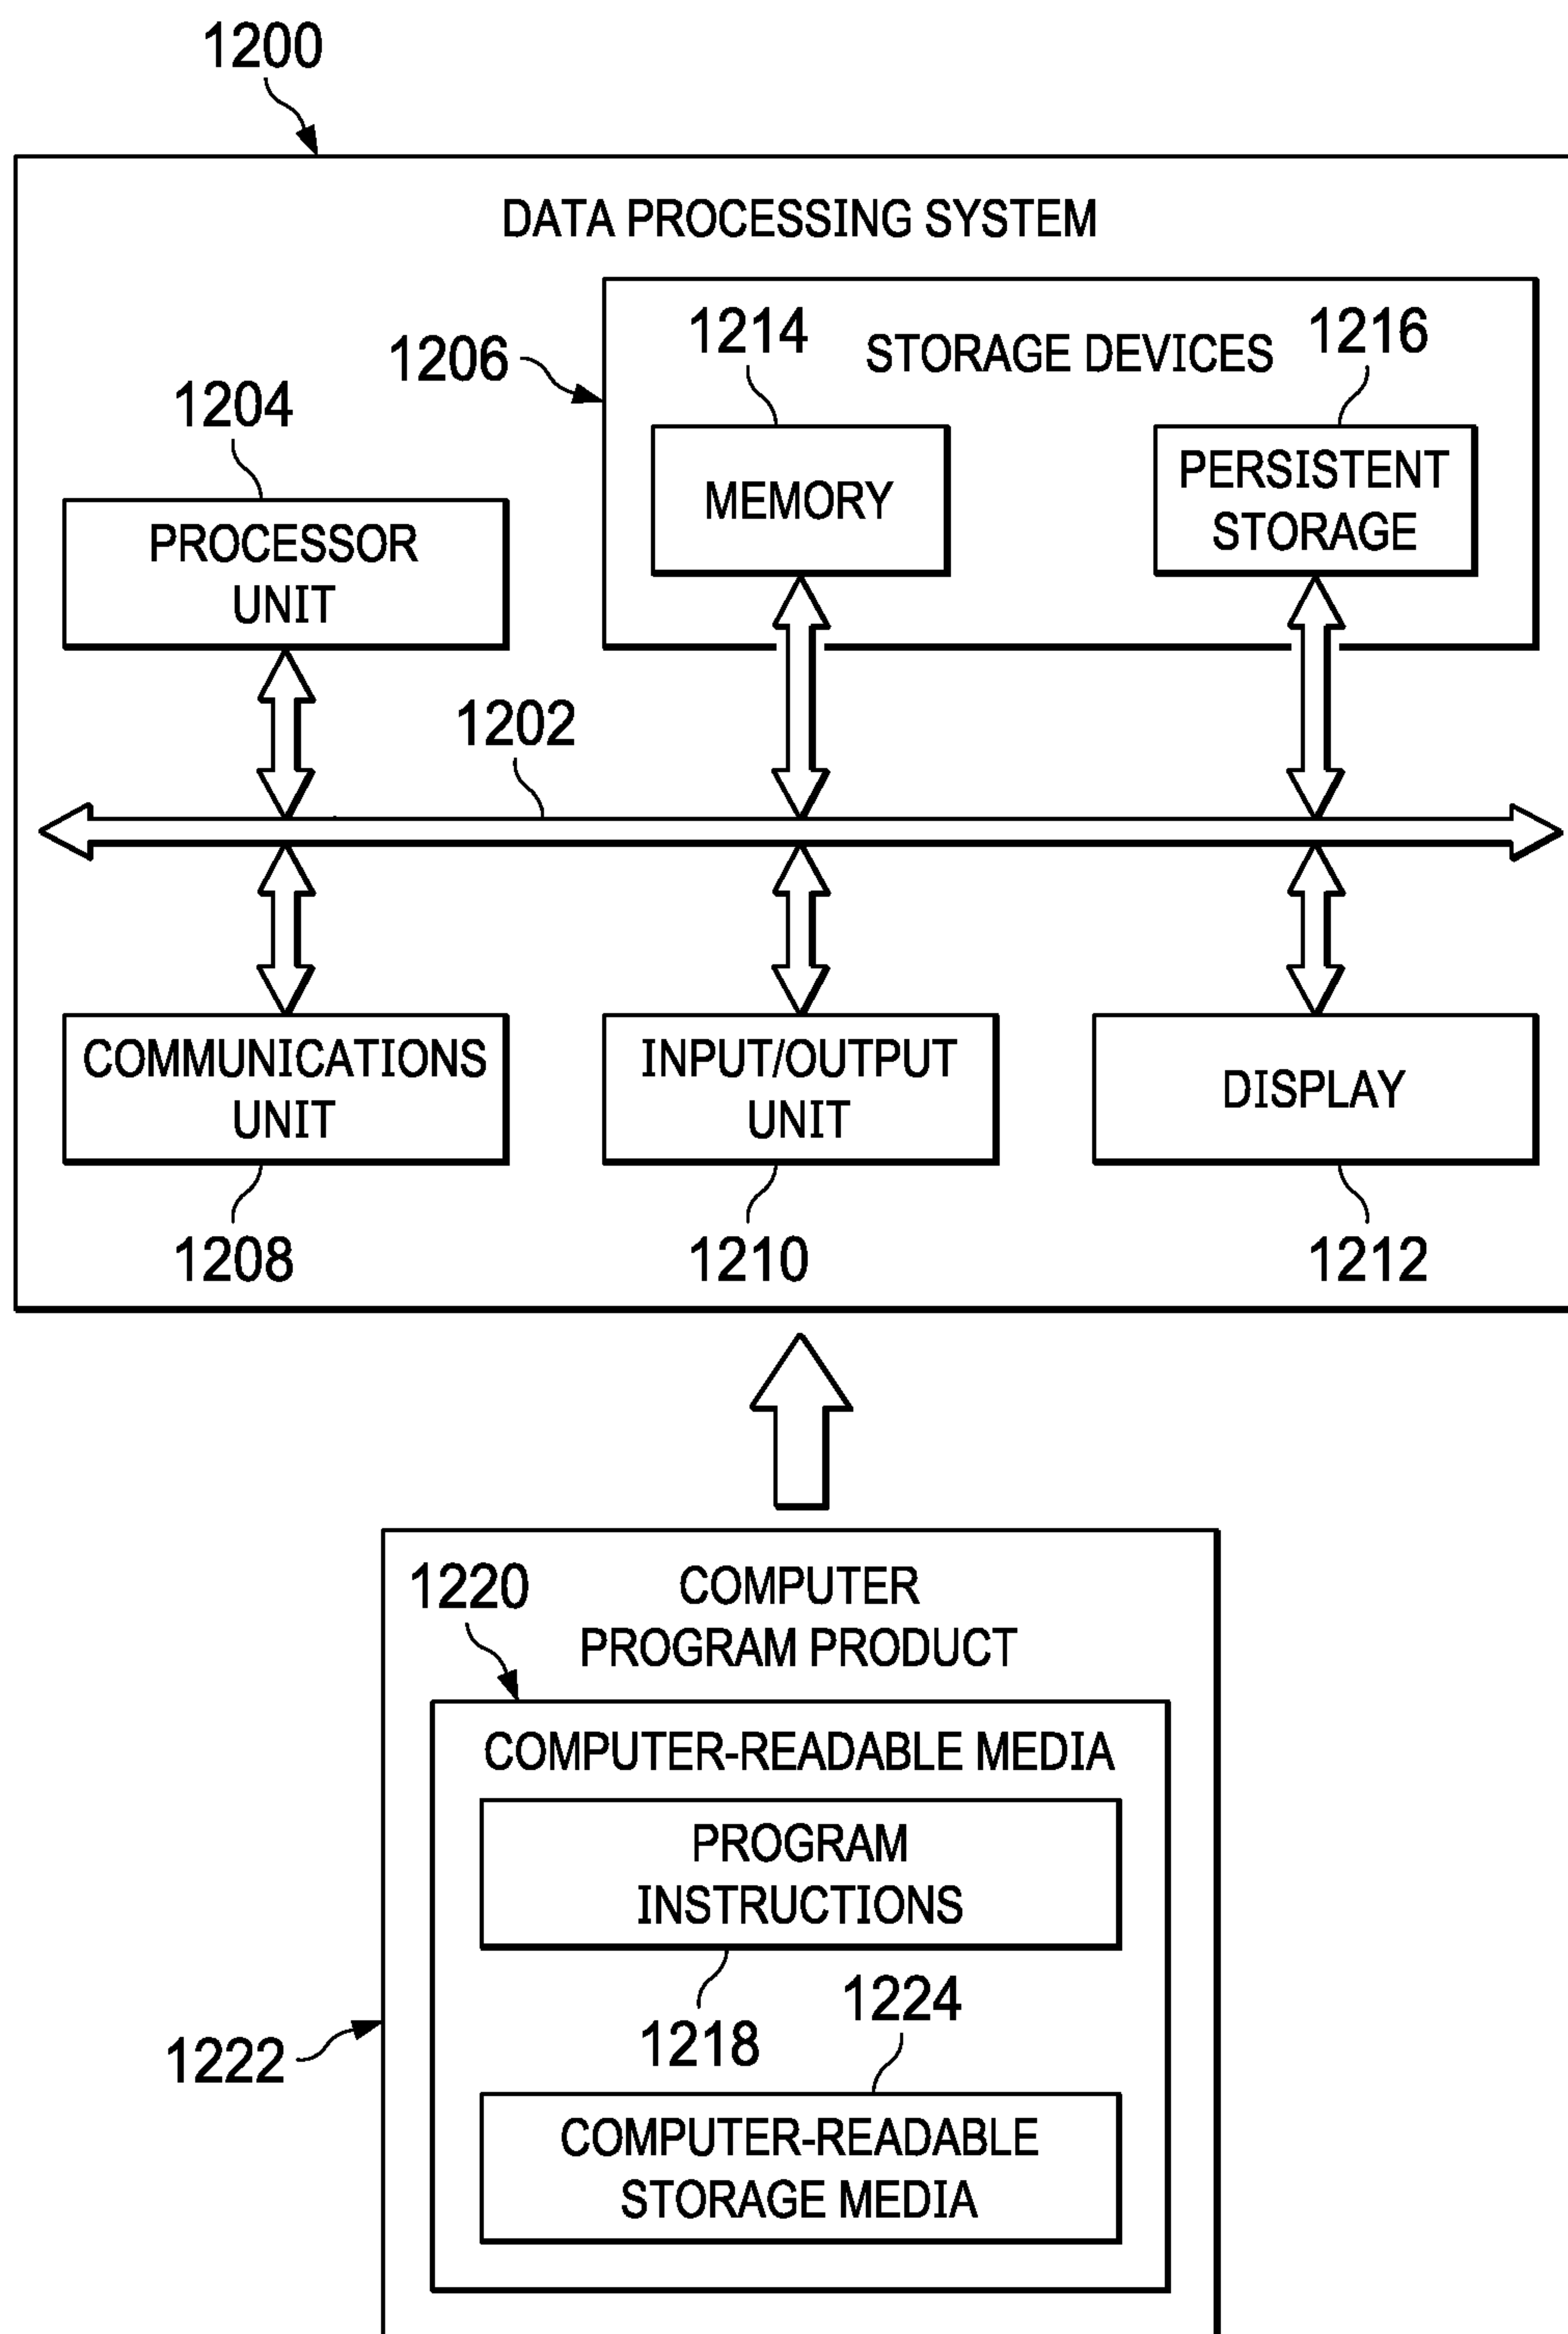 1200
DATA PROCESSING SYSTEM
1206
1214
STORAGE DEVICES
1216
1204
MEMORY
PERSISTENT
STORAGE
PROCESSOR
UNIT
1202
COMMUNICATIONS
UNIT
INPUT/OUTPUT
UNIT
DISPLAY
1208
1210
1212
1220
COMPUTER
PROGRAM PRODUCT
COMPUTER-READABLE MEDIA
PROGRAM
INSTRUCTIONS
1218
1224
1222
COMPUTER-READABLE
STORAGE MEDIA